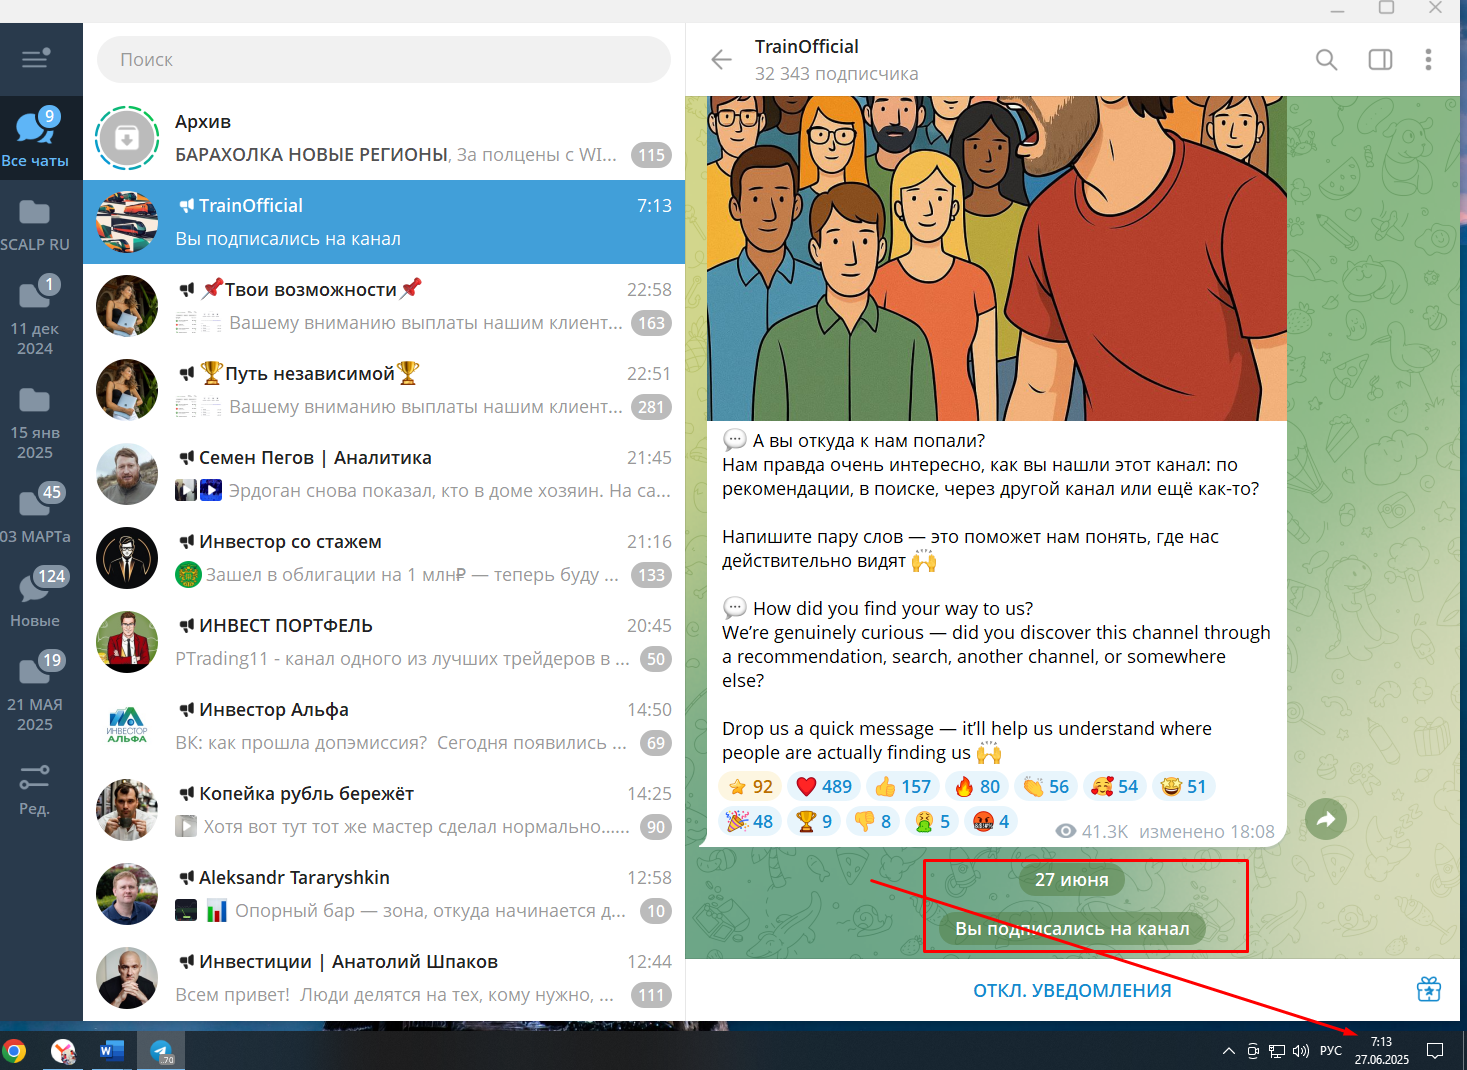 Поиск
9
Все чаты
SCALP RU
1
11 дек
2024
15 янв
2025
45
03 МАРТа
124
Новые
19
21 МАЯ
2025
Ред.
Архив
БАРАХОЛКА НОВЫЕ РЕГИОНЫ, За полцены с WI...
115
TrainOfficial
7:13
Вы подписались на канал
📌Твои возможности📌
22:58
Вашему вниманию выплаты нашим клиент...
163
🏆Путь независимой🏆
22:51
Вашему вниманию выплаты нашим клиент...
281
Семен Пегов | Аналитика
21:45
Эрдоган снова показал, кто в доме хозяин. На са...
Инвестор со стажем
21:16
Зашел в облигации на 1 млн₽ — теперь буду ...
133
ИНВЕСТ ПОРТФЕЛЬ
20:45
PTrading11 - канал одного из лучших трейдеров в ...
50
ИНВЕСТОР
АЛЬФА
Инвестор Альфа
14:50
ВК: как прошла допэмиссия? Сегодня появились ...
69
Копейка рубль бережёт
14:25
Хотя вот тут тот же мастер сделал нормально......
90
Aleksandr Tararyshkin
12:58
📊 Опорный бар — зона, откуда начинается д...
10
Инвестиции | Анатолий Шпаков
12:44
Всем привет! Люди делятся на тех, кому нужно, ...
111
TrainOfficial
32 343 подписчика
💬 А вы откуда к нам попали?
Нам правда очень интересно, как вы нашли этот канал: по
рекомендации, в поиске, через другой канал или ещё как-то?
Напишите пару слов — это поможет нам понять, где нас
действительно видят 🙌
💬 How did you find your way to us?
We’re genuinely curious — did you discover this channel through
a recommendation, search, another channel, or somewhere
else?
Drop us a quick message — it’ll help us understand where
people are actually finding us 🙌
⭐ 92 ❤ 489 👍 157 🔥 80 👏 56 🥰 54 🤩 51
🎉 48 🏆 9 👎 8 🤮 5 🤬 4
41.3K изменено 18:08
27 июня
Вы подписались на канал
ОТКЛ. УВЕДОМЛЕНИЯ
W
70
РУС
7:13
27.06.2025